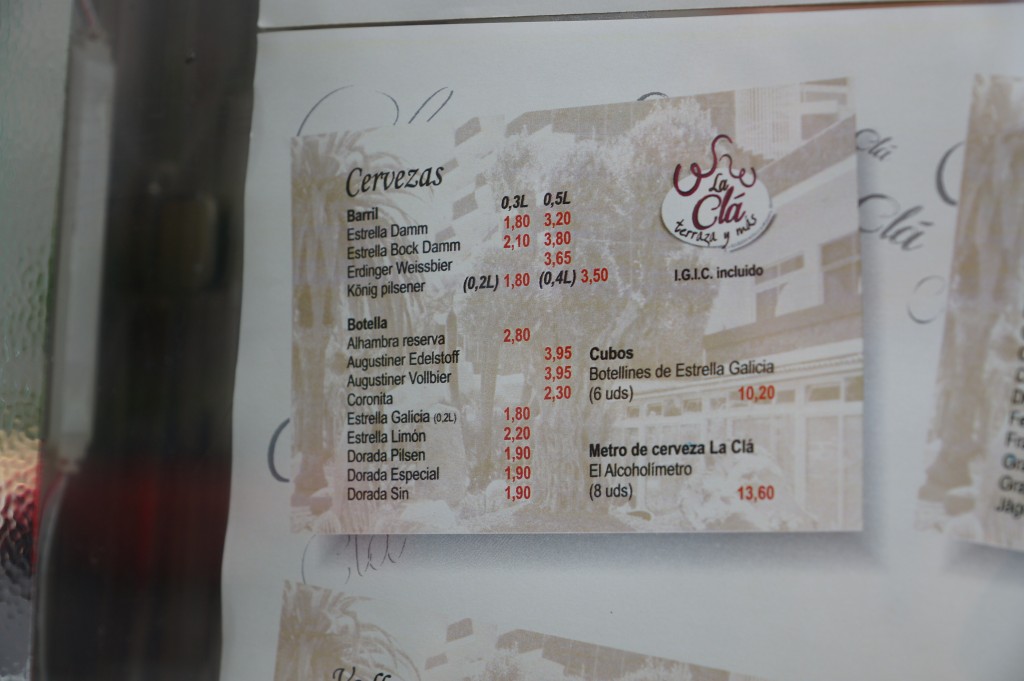 Cervezas
Barril 0,3L 0,5L
Estrella Damm 1,80 3,20
Estrella Bock Damm 2,10 3,80
Erdinger Weissbier 3,65
König pilsener (0,2L) 1,80 (0,4L) 3,50
Botella
Alhambra reserva 2,80
Augustiner Edelstoff 3,95
Augustiner Vollbier 3,95
Coronita 2,30
Estrella Galicia (0,2L) 1,80
Estrella Limón 2,20
Dorada Pilsen 1,90
Dorada Especial 1,90
Dorada Sin 1,90
La
Clá
terraza y más
I.G.I.C. incluido
Cubos
Botellines de Estrella Galicia
(6 uds) 10,20
Metro de cerveza La Clá
El Alcoholímetro
(8 uds) 13,60
Clá
Clá